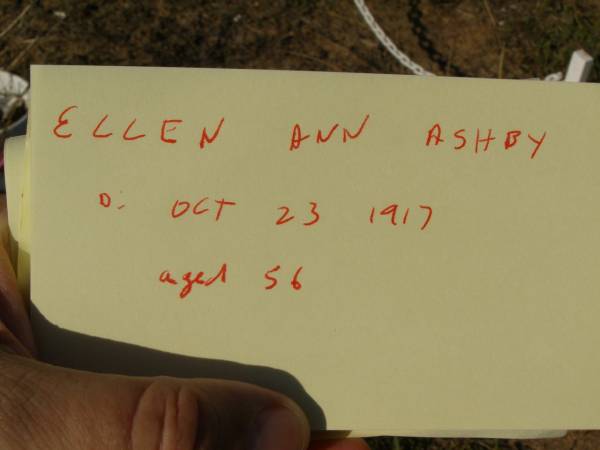 ELLEN ANN ASHBY
D: OCT 23 1917
aged 56